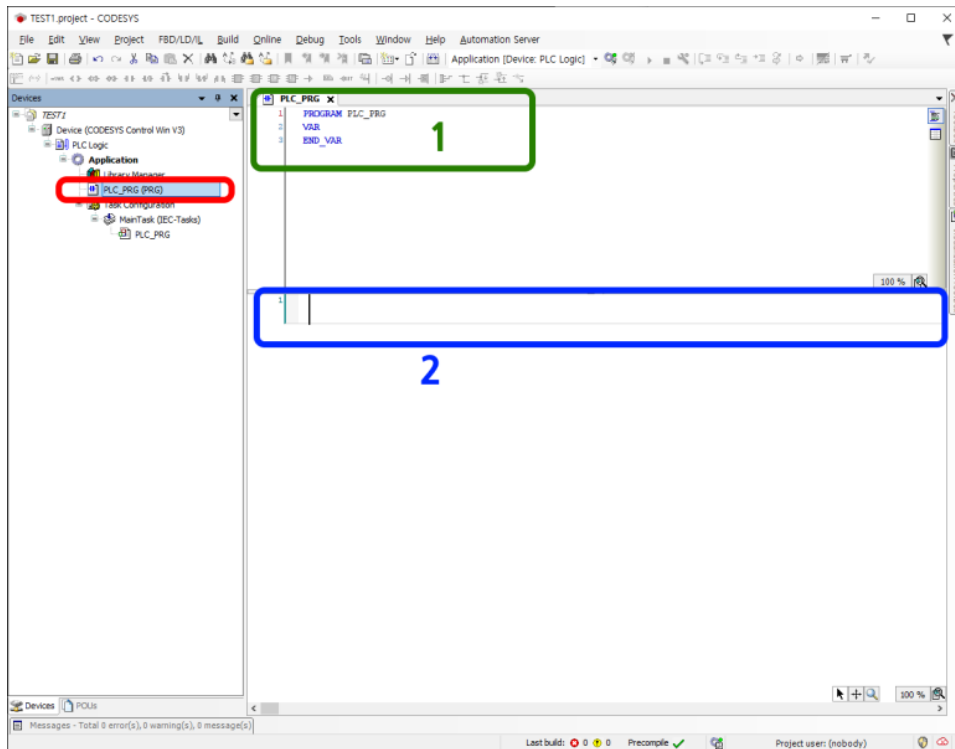 TEST1.project - CODESYS
File Edit View Project FBD/LD/IL Build Online Debug Tools Window Help Automation Server
Application [Device: PLC Logic]
Devices
TEST1
Device (CODESYS Control Win V3)
PLC Logic
Application
Library Manager
PLC_PRG (PRG)
Task Configuration
MainTask (IEC-Tasks)
PLC_PRG
PLC_PRG X
1 PROGRAM PLC_PRG
2 VAR
3 END_VAR
1
100 %
1
2
100 %
Devices POUs
Messages - Total 0 error(s), 0 warning(s), 0 message(s)
Last build: 0 0 Precompile Project user: (nobody)